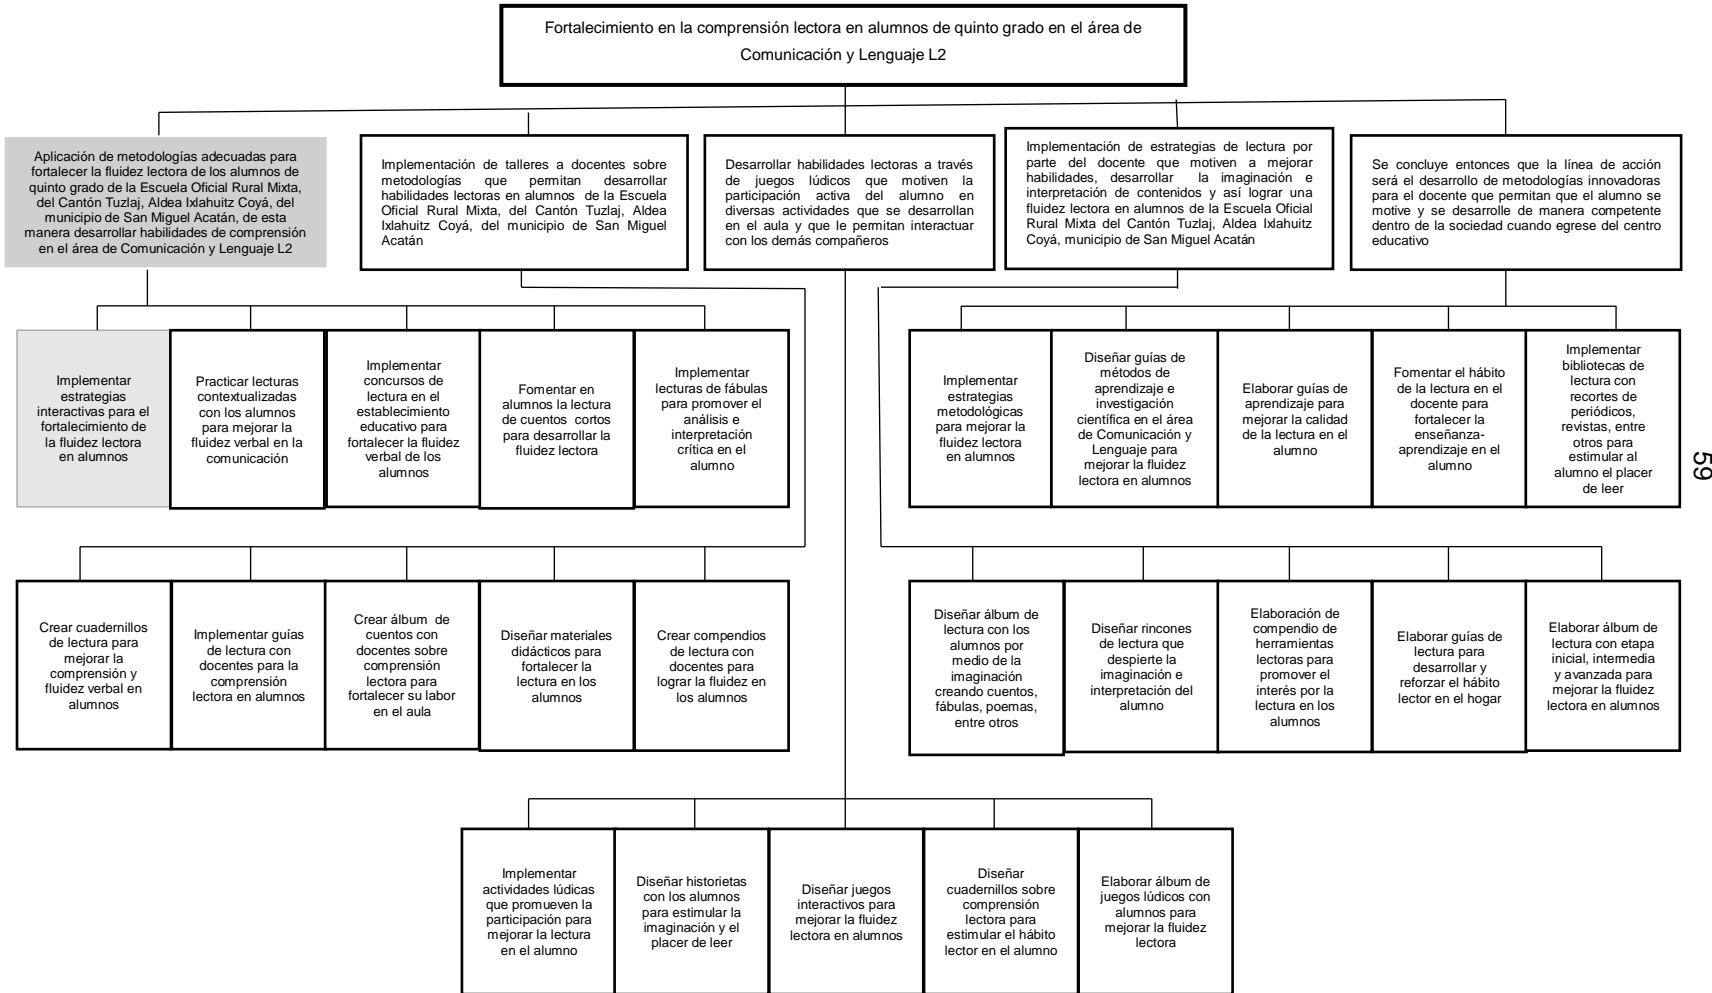 Fortalecimiento en la comprensión lectora en alumnos de quinto grado en el área de
Comunicación y Lenguaje L2
Aplicación de metodologías adecuadas para
fortalecer la fluidez lectora de los alumnos de
quinto grado de la Escuela Oficial Rural Mixta,
del Cantón Tuzlaj, Aldea Ixlahuitz Coyá, del
municipio de San Miguel Acatán, de esta
manera desarrollar habilidades de comprensión
en el área de Comunicación y Lenguaje L2
Implementación de talleres a docentes sobre
metodologías que permitan desarrollar
habilidades lectoras en alumnos de la Escuela
Oficial Rural Mixta, del Cantón Tuzlaj, Aldea
Ixlahuitz Coyá, del municipio de San Miguel
Acatán
Desarrollar habilidades lectoras a través
de juegos lúdicos que motiven la
participación activa del alumno en
diversas actividades que se desarrollan
en el aula y que le permitan interactuar
con los demás compañeros
Implementación de estrategias de lectura por
parte del docente que motiven a mejorar
habilidades, desarrollar la imaginación e
interpretación de contenidos y así lograr una
fluidez lectora en alumnos de la Escuela Oficial
Rural Mixta del Cantón Tuzlaj, Aldea Ixlahuitz
Coyá, municipio de San Miguel Acatán
Se concluye entonces que la línea de acción
será el desarrollo de metodologías innovadoras
para el docente que permitan que el alumno se
motive y se desarrolle de manera competente
dentro de la sociedad cuando egrese del centro
educativo
Implementar
estrategias
interactivas para el
fortalecimiento de
la fluidez lectora
en alumnos
Practicar lecturas
contextualizadas
con los alumnos
para mejorar la
fluidez verbal en la
comunicación
Implementar
concursos de
lectura en el
establecimiento
educativo para
fortalecer la fluidez
verbal de los
alumnos
Fomentar en
alumnos la lectura
de cuentos cortos
para desarrollar la
fluidez lectora
Implementar
lecturas de fábulas
para promover el
análisis e
interpretación
crítica en el
alumno
Implementar
estrategias
metodológicas
para mejorar la
fluidez lectora
en alumnos
Diseñar guías de
métodos de
aprendizaje e
investigación
científica en el área
de Comunicación y
Lenguaje para
mejorar la fluidez
lectora en alumnos
Elaborar guías de
aprendizaje para
mejorar la calidad
de la lectura en el
alumno
Fomentar el hábito
de la lectura en el
docente para
fortalecer la
enseñanza-
aprendizaje en el
alumno
Implementar
bibliotecas de
lectura con
recortes de
periódicos,
revistas, entre
otros para
estimular al
alumno el placer
de leer
59
Crear cuadernillos
de lectura para
mejorar la
comprensión y
fluidez verbal en
alumnos
Implementar guías
de lectura con
docentes para la
comprensión
lectora en alumnos
Crear álbum de
cuentos con
docentes sobre
comprensión
lectora para
fortalecer su labor
en el aula
Diseñar materiales
didácticos para
fortalecer la
lectura en los
alumnos
Crear compendios
de lectura con
docentes para
lograr la fluidez en
los alumnos
Diseñar álbum de
lectura con los
alumnos por
medio de la
imaginación
creando cuentos,
fábulas, poemas,
entre otros
Diseñar rincones
de lectura que
despierte la
imaginación e
interpretación del
alumno
Elaboración de
compendio de
herramientas
lectoras para
promover el
interés por la
lectura en los
alumnos
Elaborar guías de
lectura para
desarrollar y
reforzar el hábito
lector en el hogar
Elaborar álbum de
lectura con etapa
inicial, intermedia
y avanzada para
mejorar la fluidez
lectora en alumnos
Implementar
actividades lúdicas
que promueven la
participación para
mejorar la lectura
en el alumno
Diseñar historietas
con los alumnos
para estimular la
imaginación y el
placer de leer
Diseñar juegos
interactivos para
mejorar la fluidez
lectora en alumnos
Diseñar
cuadernillos sobre
comprensión
lectora para
estimular el hábito
lector en el alumno
Elaborar álbum de
juegos lúdicos con
alumnos para
mejorar la fluidez
lectora